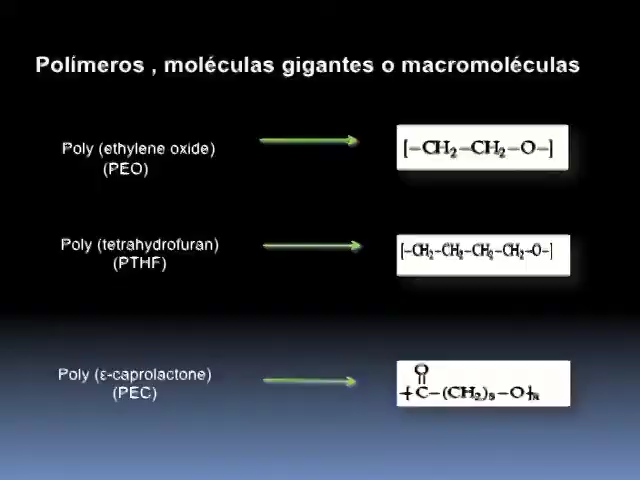 Polímeros , moléculas gigantes o macromoléculas
Poly (ethylene oxide)
(PEO)
[–CH₂–CH₂–O–]
Poly (tetrahydrofuran)
(PTHF)
[–CH₂–CH₂–CH₂–CH₂–O–]
Poly (ε-caprolactone)
(PEC)
O
‖
+C–(CH₂)₅–O+ₙ